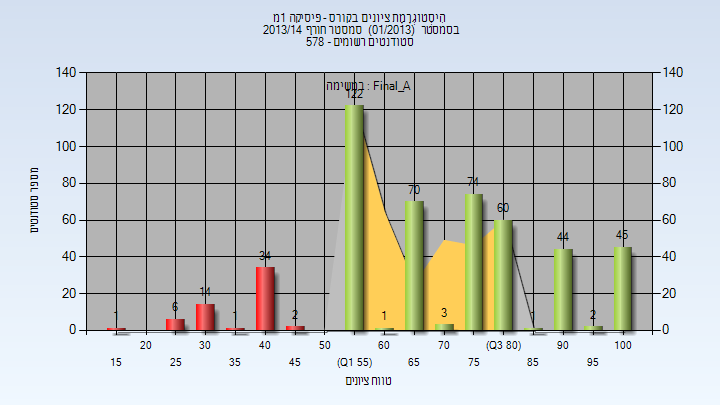 היסטוגרמת ציונים בקורס - פיסיקה 1מ
בסמסטר (01/2013) סמסטר חורף 2013/14
סטודנטים רשומים - 578
במשימה : Final_A
140 140
120 120
100 100
80 80
60 60
40 40
20 20
0 0
מספר סטודנטים
1 6 14 1 34 2 122 1 70 3 74 60 1 44 2 45
20 30 40 50 60 70 (Q3 80) 90 100
15 25 35 45 (Q1 55) 65 75 85 95
טווח ציונים